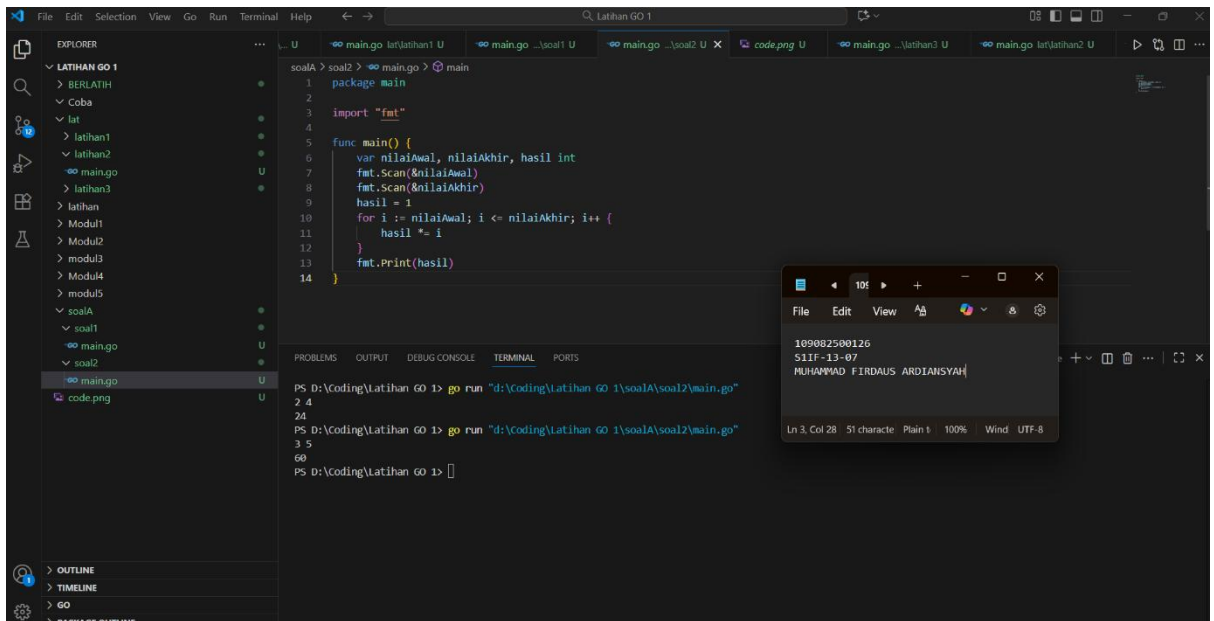 File Edit Selection View Go Run Terminal Help
Latihan GO 1
EXPLORER
LATIHAN GO 1
BERLATIH
Coba
lat
latihan1
latihan2
main.go U
latihan3
latihan
Modul1
Modul2
modul3
Modul4
modul5
soalA
soal1
main.go U
soal2
main.go U
code.png U
OUTLINE
TIMELINE
GO
... U main.go lat\latihan1 U main.go ...\soal1 U main.go ...\soal2 U code.png U main.go ...\latihan3 U main.go lat\latihan2 U
soalA > soal2 > main.go > main
1 package main
2
3 import "fmt"
4
5 func main() {
6 var nilaiAwal, nilaiAkhir, hasil int
7 fmt.Scan(&nilaiAwal)
8 fmt.Scan(&nilaiAkhir)
9 hasil = 1
10 for i := nilaiAwal; i <= nilaiAkhir; i++ {
11 hasil *= i
12 }
13 fmt.Print(hasil)
14 }
PROBLEMS OUTPUT DEBUG CONSOLE TERMINAL PORTS
PS D:\Coding\Latihan GO 1> go run "d:\Coding\Latihan GO 1\soalA\soal2\main.go"
2 4
24
PS D:\Coding\Latihan GO 1> go run "d:\Coding\Latihan GO 1\soalA\soal2\main.go"
3 5
60
PS D:\Coding\Latihan GO 1>
109
File Edit View
109082500126
S1IF-13-07
MUHAMMAD FIRDAUS ARDIANSYAH
Ln 3, Col 28 51 characte Plain t 100% Wind UTF-8